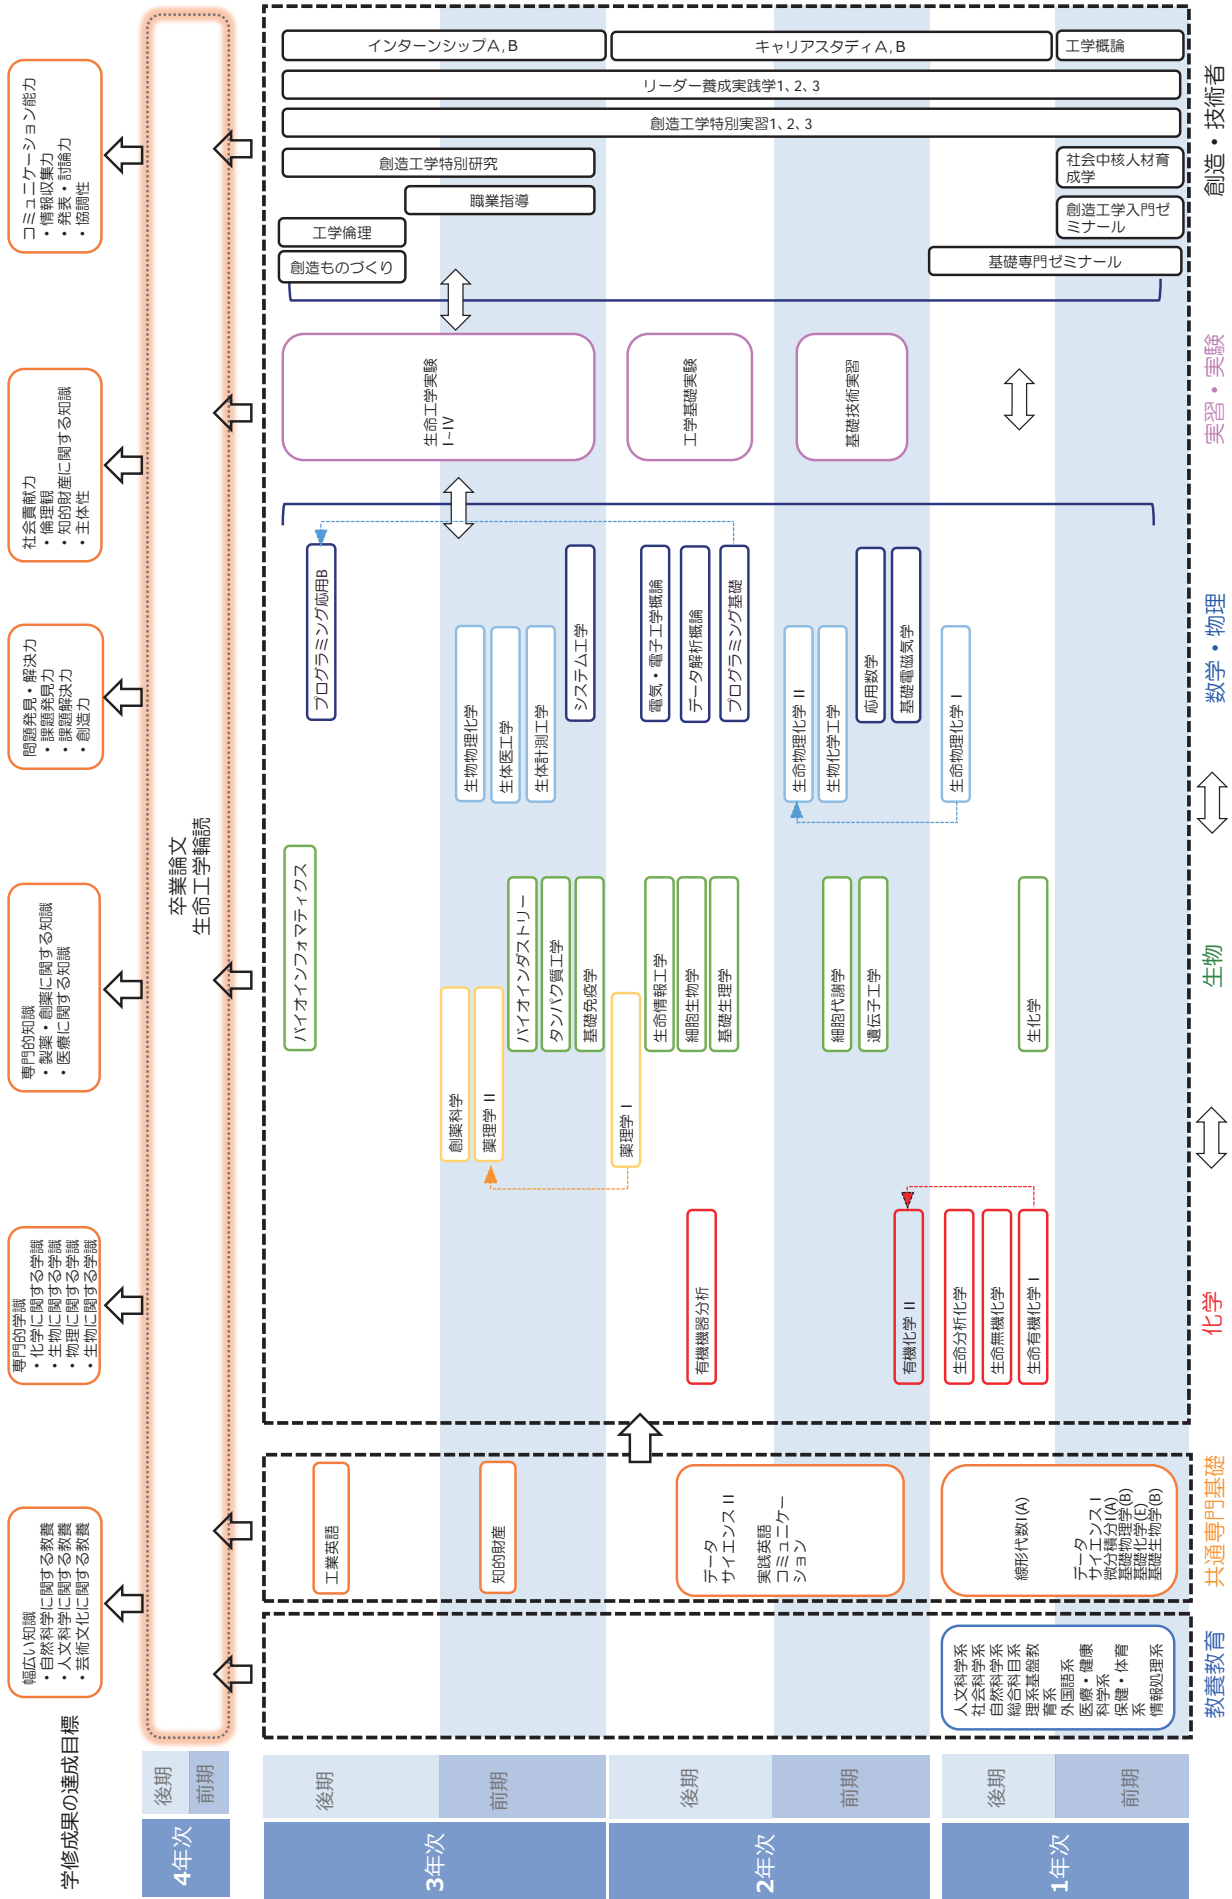 学修成果の達成目標
幅広い知識
・自然科学に関する教養
・人文科学に関する教養
・芸術文化に関する教養
専門的学識
・化学に関する学識
・生物に関する学識
・物理に関する学識
・生物に関する学識
専門的知識
・製薬・創薬に関する知識
・医療に関する知識
問題発見・解決力
・課題発見力
・課題解決力
・創造力
社会貢献力
・倫理観
・知的財産に関する知識
・主体性
コミュニケーション能力
・情報収集力
・発表・討論力
・協調性
4年次
後期
前期
卒業論文
生命工学輪読
3年次
後期
前期
工業英語
知的財産
創薬科学
薬理学 II
バイオインフォマティクス
バイオインダストリー
タンパク質工学
基礎免疫学
プログラミング応用B
生物物理化学
生体医工学
生体計測工学
システム工学
生命工学実験
I~IV
創造ものづくり
工学倫理
職業指導
創造工学特別研究
創造工学特別実習1、2、3
リーダー養成実践学1、2、3
インターンシップA, B
2年次
後期
前期
データ
サイエンス II
実践英語
コミュニケー
ション
有機機器分析
有機化学 II
薬理学 I
生命情報工学
細胞生物学
基礎生理学
細胞代謝学
遺伝子工学
電気・電子工学概論
データ解析概論
プログラミング基礎
生命物理化学 II
生物化学工学
応用数学
基礎電磁気学
工学基礎実験
基礎技術実習
キャリアスタディA, B
1年次
後期
前期
人文科学系
社会科学系
自然科学系
総合科目系
理系基盤教
育系
外国語系
医療・健康
科学系
保健・体育
系
情報処理系
線形代数I(A)
データ
サイエンス I
微分積分I(A)
基礎物理学(B)
基礎化学(E)
基礎生物学(B)
生命分析化学
生命無機化学
生命有機化学 I
生化学
生命物理化学 I
基礎専門ゼミナール
創造工学入門ゼ
ミナール
社会中核人材育
成学
工学概論
教養教育
共通専門基礎
化学
生物
数学・物理
実習・実験
創造・技術者